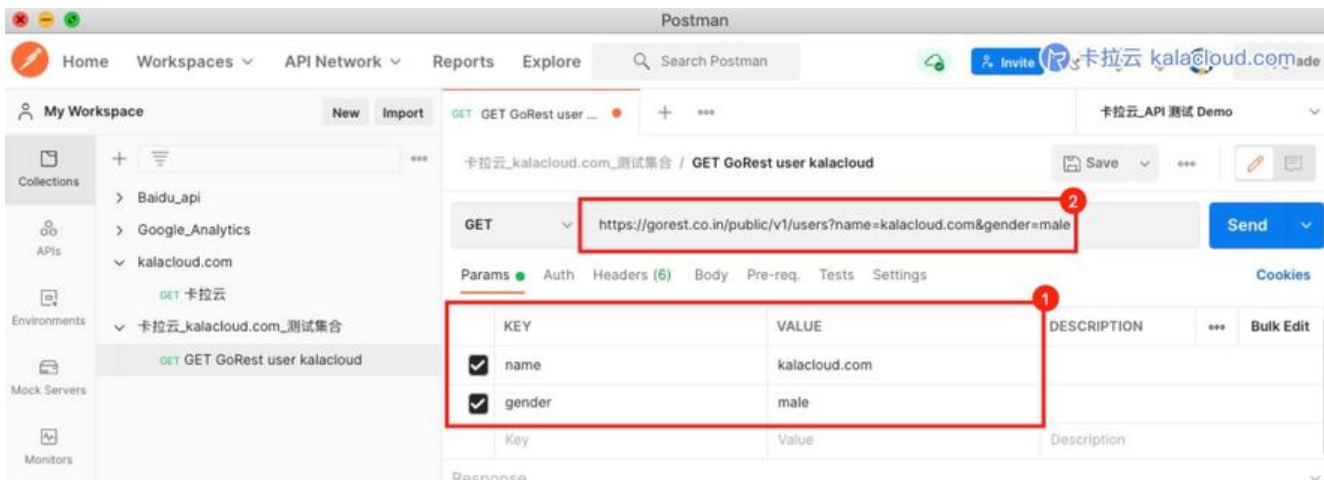 Postman
Home Workspaces API Network Reports Explore Search Postman Invite 卡拉云 kalacloud.com ade
My Workspace New Import GET GET GoRest user ... + ooo 卡拉云_API 测试 Demo
Collections
卡拉云_kalacloud.com_测试集合 / GET GoRest user kalacloud Save
Baidu_api
2
APIs
Google_Analytics
GET https://gorest.co.in/public/v1/users?name=kalacloud.com&gender=male Send
kalacloud.com
Params Auth Headers (6) Body Pre-req. Tests Settings Cookies
GET 卡拉云
1
Environments
卡拉云_kalacloud.com_测试集合
KEY VALUE DESCRIPTION ooo Bulk Edit
GET GET GoRest user kalacloud
name kalacloud.com
Mock Servers
gender male
Key Value Description
Monitors
Response